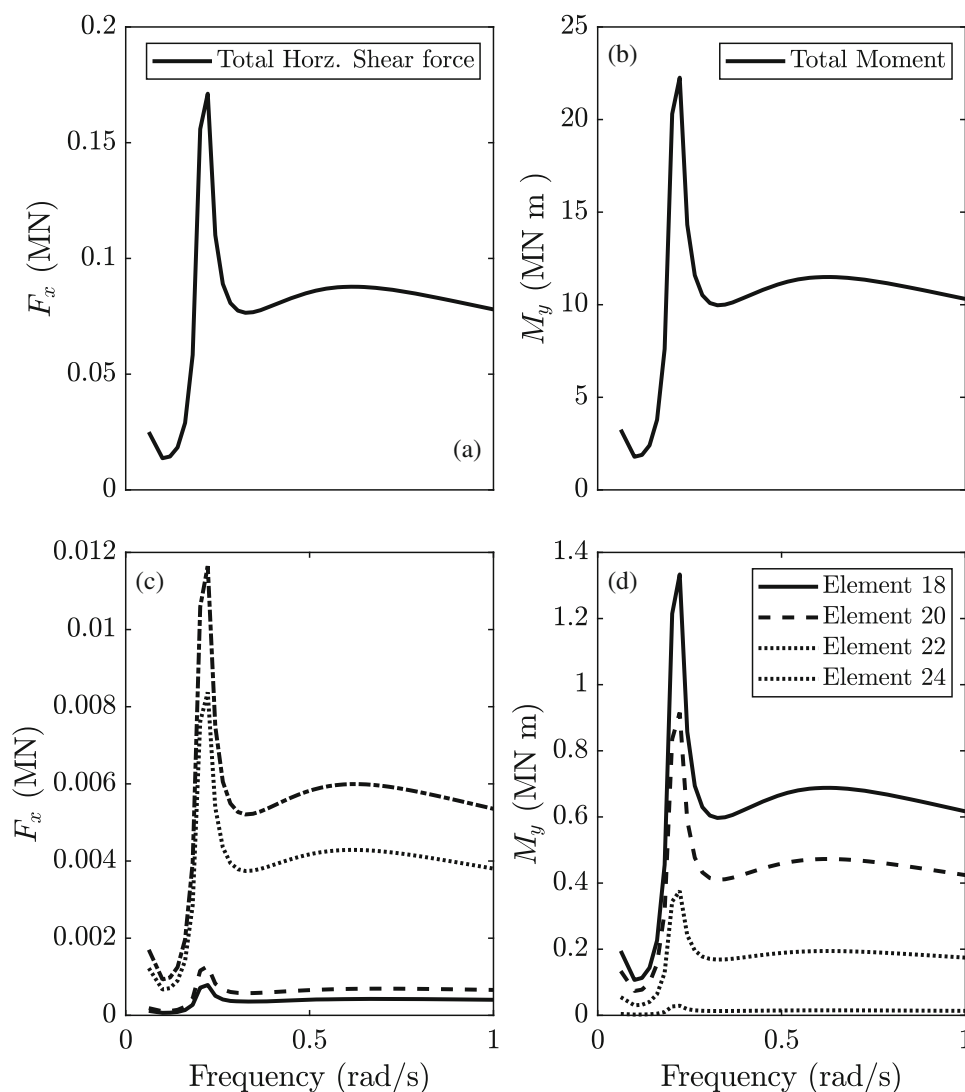 0.2
0.15
0.1
0.05
0
F_x (MN)
Total Horz. Shear force
(a)
25
20
15
10
5
0
M_y (MN m )
(b)
Total Moment
0.012
0.01
0.008
0.006
0.004
0.002
0
F_x (MN)
(c)
0
0.5
1
Frequency (rad/s)
1.4
1.2
1
0.8
0.6
0.4
0.2
0
M_y (MN m)
(d)
Element 18
Element 20
Element 22
Element 24
0
0.5
1
Frequency (rad/s)